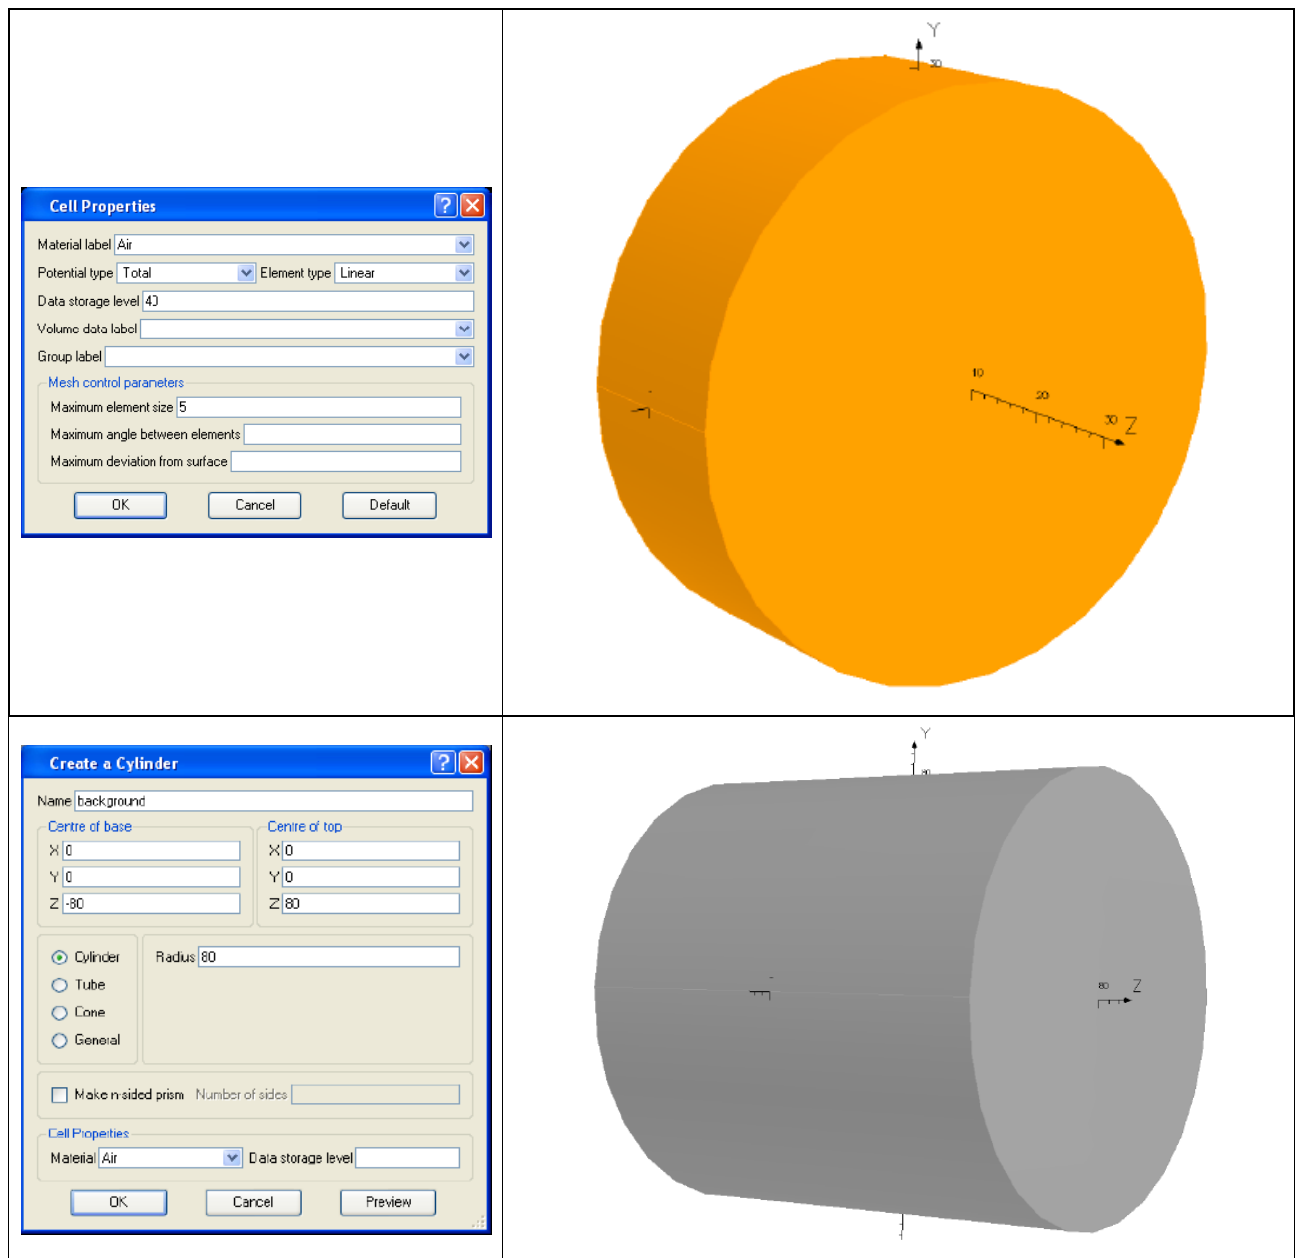 Cell Properties
Material label Air
Potential type Total Element type Linear
Data storage level 40
Volume data label
Group label
Mesh control parameters
Maximum element size 5
Maximum angle between elements
Maximum deviation from surface
OK Cancel Default
Y
30
10
20
30 Z
Create a Cylinder
Name background
Centre of base Centre of top
X 0 X 0
Y 0 Y 0
Z -80 Z 80
Cylinder Radius 80
Tube
Cone
General
Make n-sided prism Number of sides
Cell Properties
Material Air Data storage level
OK Cancel Preview
Y
80
80 Z